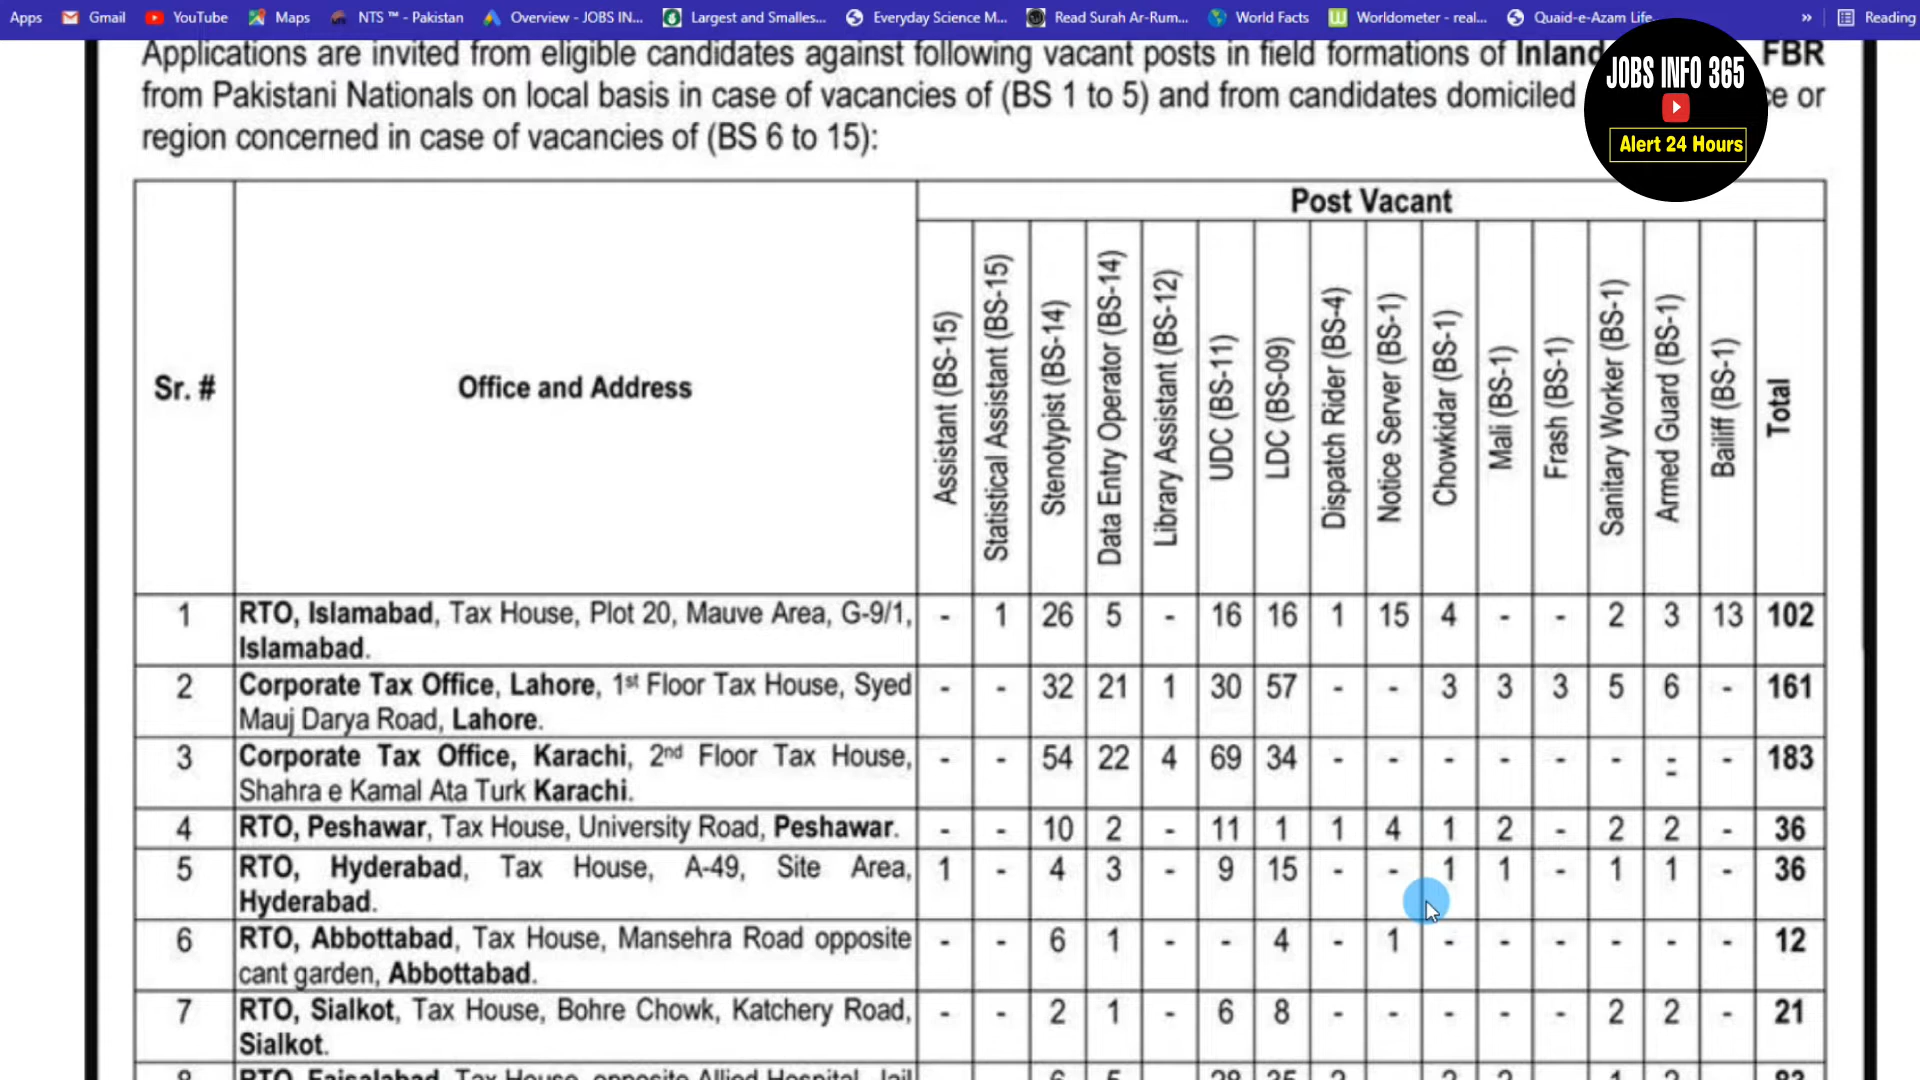 Apps Gmail YouTube Maps NTS ™ - Pakistan Overview - JOBS IN... Largest and Smalles... Everyday Science M... Read Surah Ar-Rum... World Facts Worldometer - real... Quaid-e-Azam Life. » Reading
Applications are invited from eligible candidates against following vacant posts in field formations of Inland FBR
from Pakistani Nationals on local basis in case of vacancies of (BS 1 to 5) and from candidates domiciled or
region concerned in case of vacancies of (BS 6 to 15):
JOBS INFO 365
Alert 24 Hours
Post Vacant
Sr. #
Office and Address
Assistant (BS-15)
Statistical Assistant (BS-15)
Stenotypist (BS-14)
Data Entry Operator (BS-14)
Library Assistant (BS-12)
UDC (BS-11)
LDC (BS-09)
Dispatch Rider (BS-4)
Notice Server (BS-1)
Chowkidar (BS-1)
Mali (BS-1)
Frash (BS-1)
Sanitary Worker (BS-1)
Armed Guard (BS-1)
Bailiff (BS-1)
Total
1 RTO, Islamabad, Tax House, Plot 20, Mauve Area, G-9/1, - 1 26 5 - 16 16 1 15 4 - - 2 3 13 102
Islamabad.
2 Corporate Tax Office, Lahore, 1st Floor Tax House, Syed - - 32 21 1 30 57 - - 3 3 3 5 6 - 161
Mauj Darya Road, Lahore.
3 Corporate Tax Office, Karachi, 2nd Floor Tax House, - - 54 22 4 69 34 - - - - - - - - 183
Shahra e Kamal Ata Turk Karachi.
4 RTO, Peshawar, Tax House, University Road, Peshawar. - - 10 2 - 11 1 1 4 1 2 - 2 2 - 36
5 RTO, Hyderabad, Tax House, A-49, Site Area, 1 - 4 3 - 9 15 - - 1 1 - 1 1 - 36
Hyderabad.
6 RTO, Abbottabad, Tax House, Mansehra Road opposite - - 6 1 - - 4 - 1 - - - - - - 12
cant garden, Abbottabad.
7 RTO, Sialkot, Tax House, Bohre Chowk, Katchery Road, - - 2 1 - 6 8 - - - - - 2 2 - 21
Sialkot.
8 RTO, Faisalabad, Tax House, opposite Allied Hospital, Jail